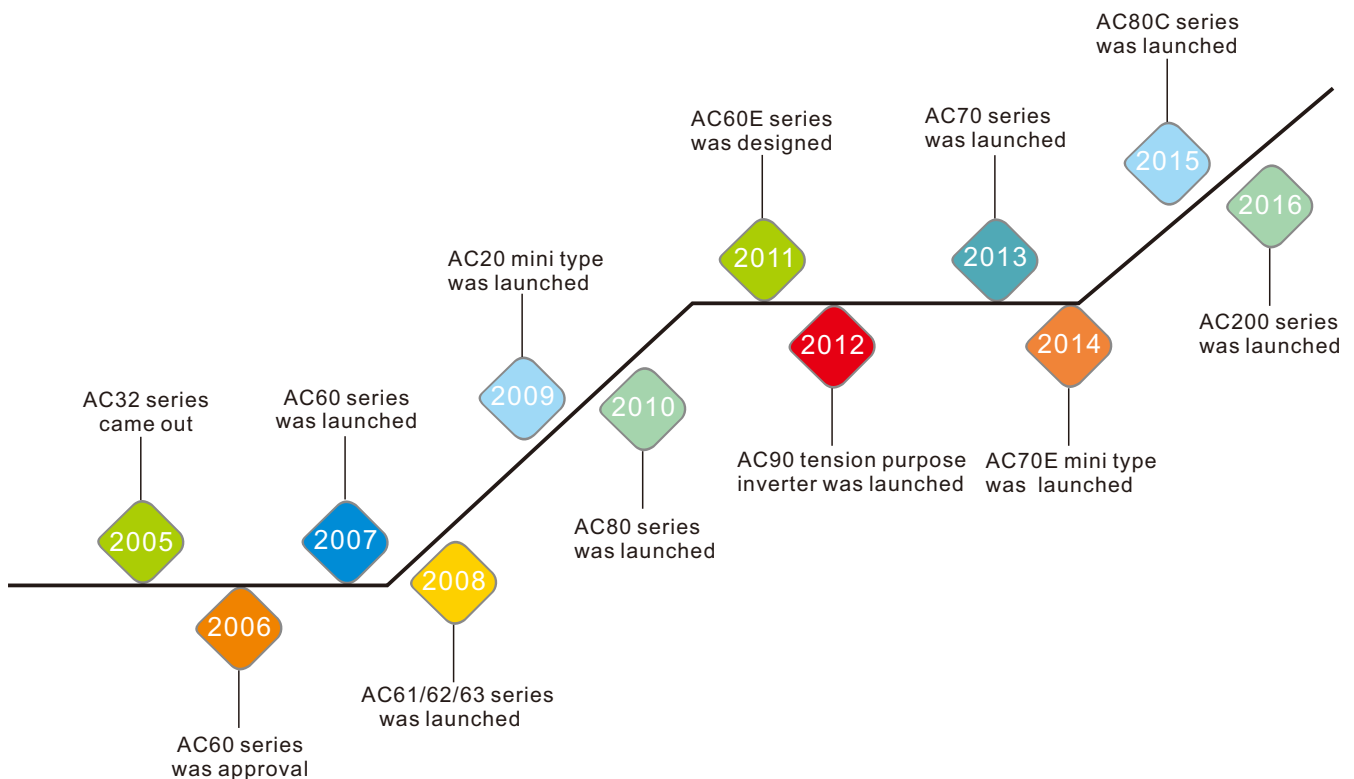 AC80C series
was launched
2015
2016
AC200 series
was launched
AC60E series
was designed
2011
AC70 series
was launched
2013
2012
AC90 tension purpose
inverter was launched
2014
AC70E mini type
was launched
AC20 mini type
was launched
2009
2010
AC80 series
was launched
AC32 series
came out
2005
AC60 series
was launched
2007
2008
AC61/62/63 series
was launched
2006
AC60 series
was approval